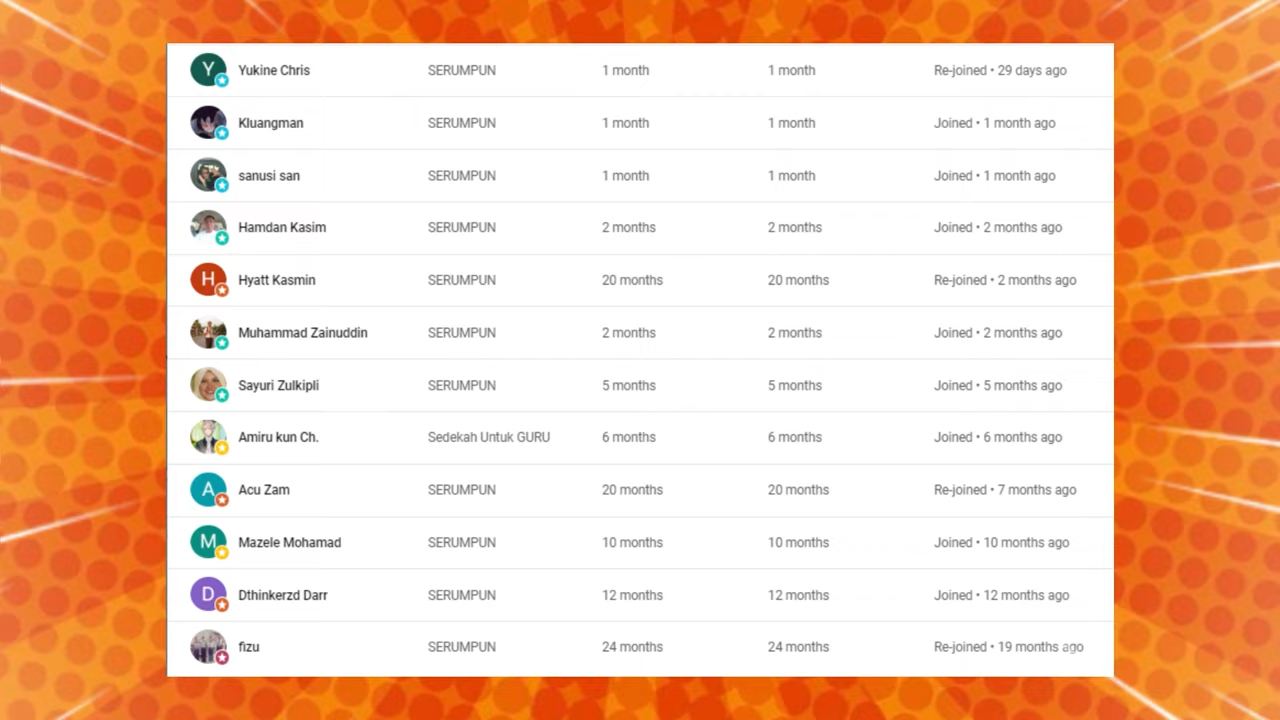 Y Yukine Chris SERUMPUN 1 month 1 month Re-joined • 29 days ago
Kluangman SERUMPUN 1 month 1 month Joined • 1 month ago
sanusi san SERUMPUN 1 month 1 month Joined • 1 month ago
Hamdan Kasim SERUMPUN 2 months 2 months Joined • 2 months ago
H Hyatt Kasmin SERUMPUN 20 months 20 months Re-joined • 2 months ago
Muhammad Zainuddin SERUMPUN 2 months 2 months Joined • 2 months ago
Sayuri Zulkipli SERUMPUN 5 months 5 months Joined • 5 months ago
Amiru kun Ch. Sedekah Untuk GURU 6 months 6 months Joined • 6 months ago
A Acu Zam SERUMPUN 20 months 20 months Re-joined • 7 months ago
M Mazele Mohamad SERUMPUN 10 months 10 months Joined • 10 months ago
D Dthinkerzd Darr SERUMPUN 12 months 12 months Joined • 12 months ago
fizu SERUMPUN 24 months 24 months Re-joined • 19 months ago